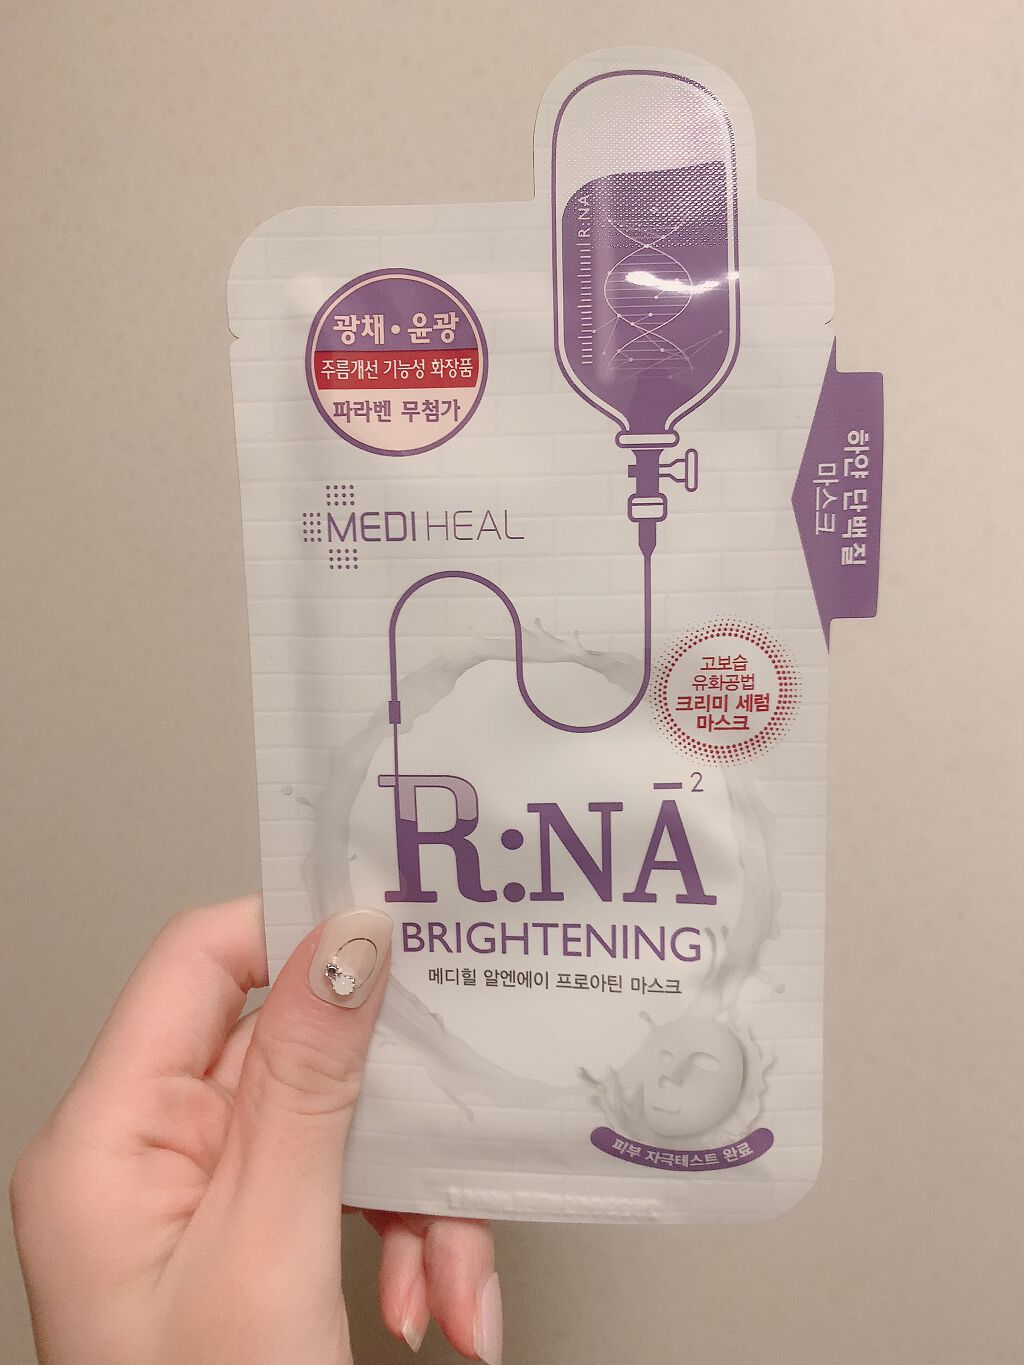 R:NA
광채•윤광
주름개선 기능성 화장품
파라벤 무첨가
MEDIHEAL
하얀 단백질
마스크
고보습
유화공법
크리미 세럼
마스크
R:NĀ²
BRIGHTENING
메디힐 알엔에이 프로아틴 마스크
피부 자극테스트 완료